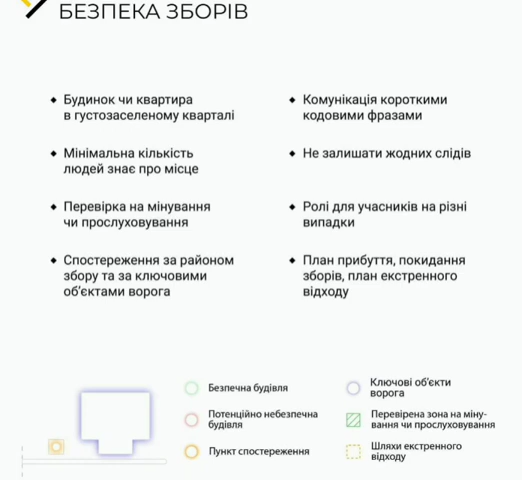 БЕЗПЕКА ЗБОРІВ
Будинок чи квартира
в густозаселеному кварталі
Мінімальна кількість
людей знає про місце
Перевірка на мінування
чи прослуховування
Спостереження за районом
збору та за ключовими
об'єктами ворога
Комунікація короткими
кодовими фразами
Не залишати жодних слідів
Ролі для учасників на різні
випадки
План прибуття, покидання
зборів, план екстренного
відходу
Безпечна будівля
Потенційно небезпечна
будівля
Пункт спостереження
Ключові об'єкти
ворога
Перевірена зона на міну-
вання чи прослуховування
Шляхи екстренного
відходу